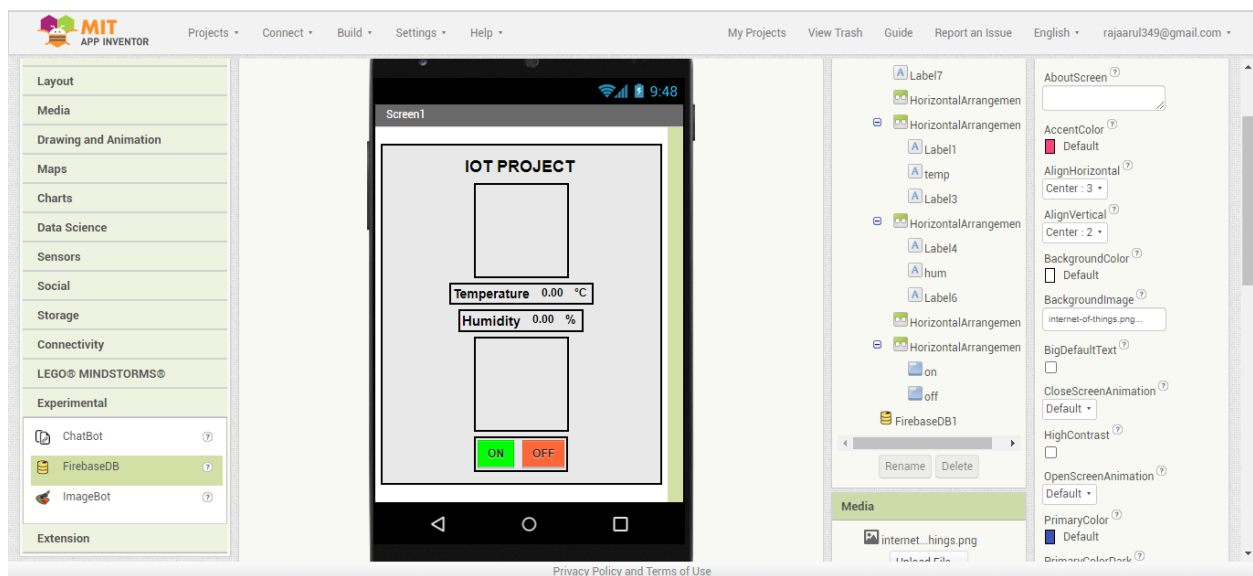 MIT
APP INVENTOR
Projects
Connect
Build
Settings
Help
My Projects
View Trash
Guide
Report an Issue
English
rajaarul349@gmail.com
Layout
Media
Drawing and Animation
Maps
Charts
Data Science
Sensors
Social
Storage
Connectivity
LEGO® MINDSTORMS®
Experimental
ChatBot
?
FirebaseDB
?
ImageBot
?
Extension
9:48
Screen1
IOT PROJECT
Temperature 0.00 °C
Humidity 0.00 %
ON OFF
A Label7
HorizontalArrangemen
HorizontalArrangemen
A Label1
A temp
A Label3
HorizontalArrangemen
A Label4
A hum
A Label6
HorizontalArrangemen
HorizontalArrangemen
on
off
FirebaseDB1
Rename Delete
Media
internet...hings.png
Upload File ...
AboutScreen ?
AccentColor ?
Default
AlignHorizontal ?
Center : 3
AlignVertical ?
Center : 2
BackgroundColor ?
Default
BackgroundImage ?
internet-of-things.png...
BigDefaultText ?
CloseScreenAnimation ?
Default
HighContrast ?
OpenScreenAnimation ?
Default
PrimaryColor ?
Default
PrimaryColorDark ?
Privacy Policy and Terms of Use